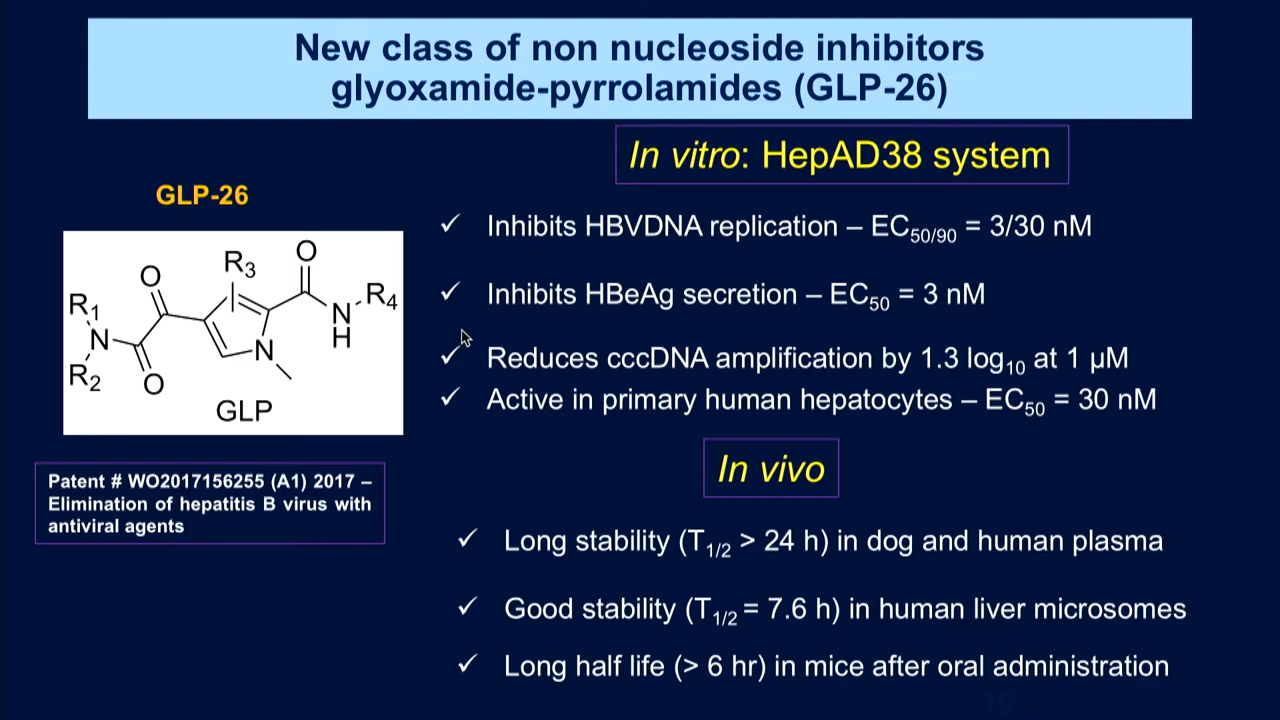 New class of non nucleoside inhibitors
glyoxamide-pyrrolamides (GLP-26)
GLP-26
R3
O
O
R1
N
R4
N
H
R2
O
N
GLP
Patent # WO2017156255 (A1) 2017 –
Elimination of hepatitis B virus with
antiviral agents
In vitro: HepAD38 system
✓ Inhibits HBVDNA replication – EC50/90 = 3/30 nM
✓ Inhibits HBeAg secretion – EC50 = 3 nM
✓ Reduces cccDNA amplification by 1.3 log10 at 1 µM
✓ Active in primary human hepatocytes – EC50 = 30 nM
In vivo
✓ Long stability (T1/2 > 24 h) in dog and human plasma
✓ Good stability (T1/2 = 7.6 h) in human liver microsomes
✓ Long half life (> 6 hr) in mice after oral administration
19